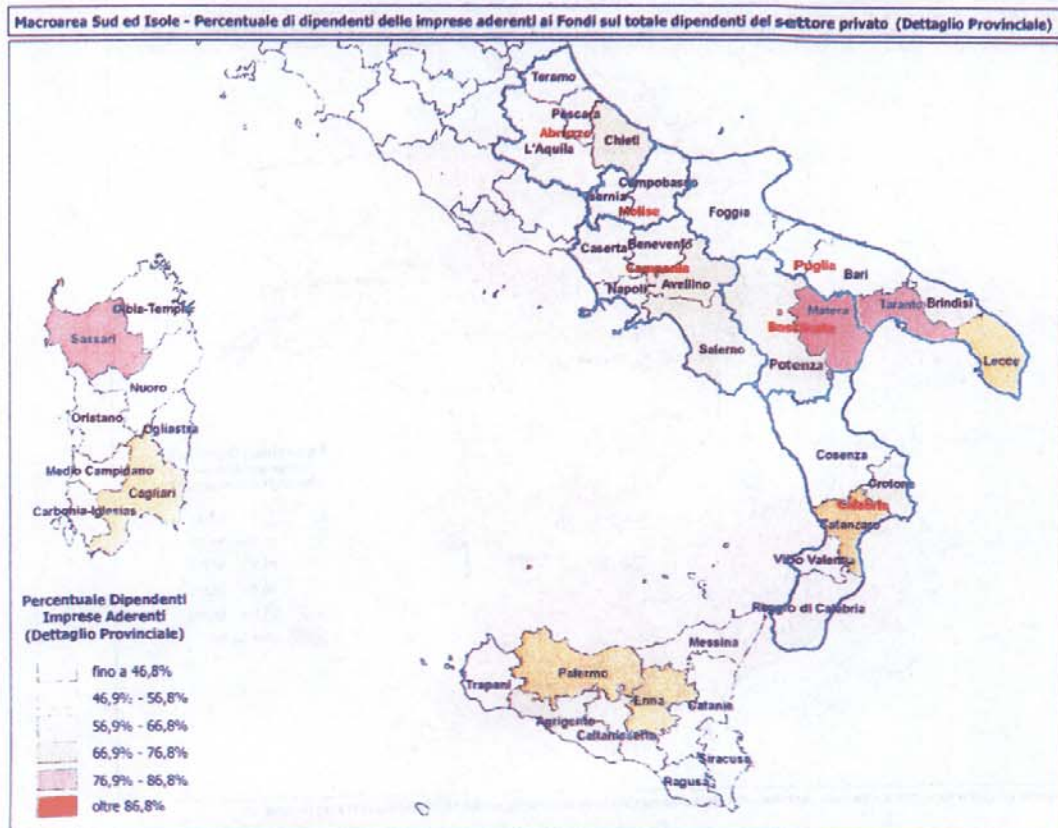 Macroarea Sud ed Isole - Percentuale di dipendenti delle imprese aderenti ai Fondi sul totale dipendenti del settore privato (Dettaglio Provinciale)
Teramo
Pescara
Abruzzo
Chieti
L'Aquila
Campobasso
sernia
Molise
Foggia
Caserta
Benevento
Campania
Puglia
Bari
Napoli
Avellino
Matera
Taranto
Brindisi
Basilicata
Olbia-Tempio
Sassari
Salerno
Potenza
Lecce
Nuoro
Oristano
Ogliastra
Cosenza
Medio Campidano
Cagliari
Crotone
Calabria
Carbonia-Iglesias
Catanzaro
Vibo Valentia
Percentuale Dipendenti
Imprese Aderenti
(Dettaglio Provinciale)
Reggio di Calabria
Messina
fino a 46,8%
46,9% - 56,8%
56,9% - 66,8%
66,9% - 76,8%
76,9% - 86,8%
oltre 86,8%
Palermo
Trapani
Enna
Catania
Agrigento
Caltanissetta
Siracusa
Ragusa